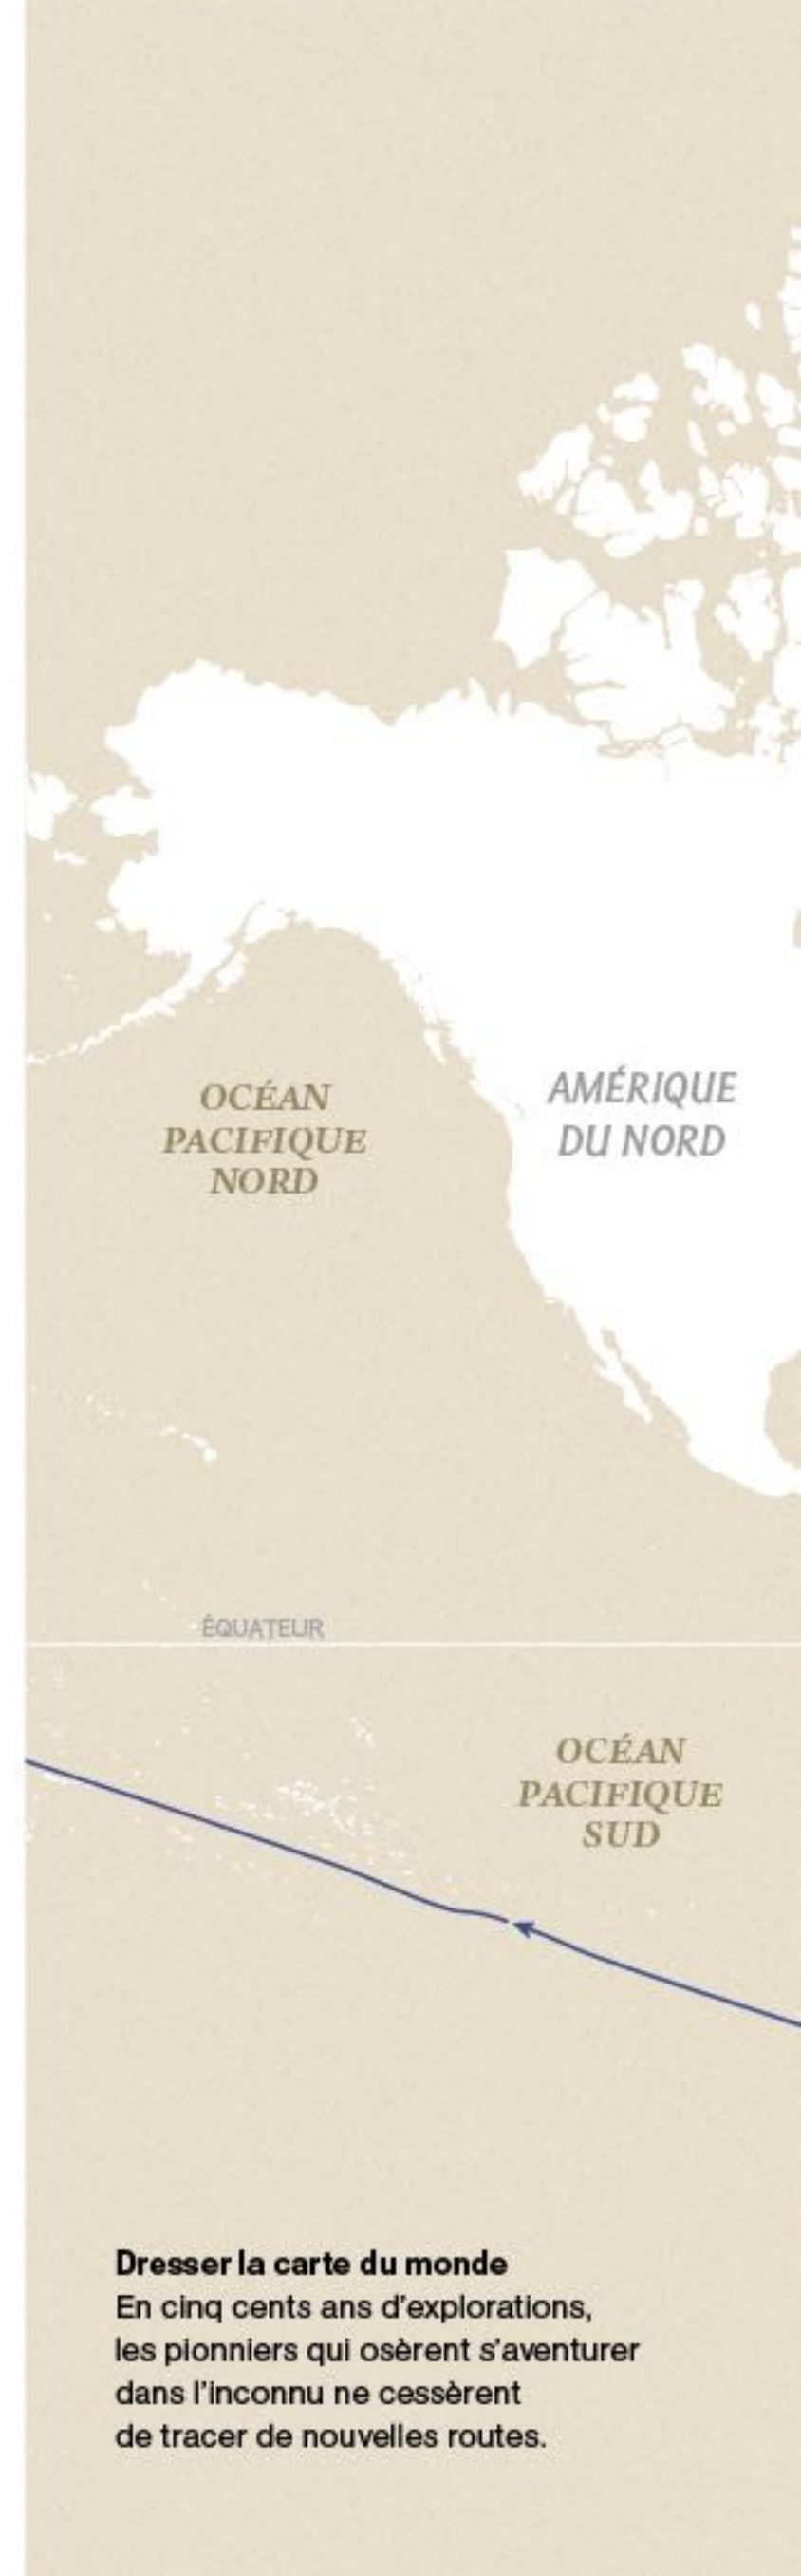 OCÉAN
PACIFIQUE
NORD
AMÉRIQUE
DU NORD
ÉQUATEUR
OCÉAN
PACIFIQUE
SUD
Dresser la carte du monde
En cinq cents ans d'explorations,
les pionniers qui osèrent s'aventurer
dans l'inconnu ne cessèrent
de tracer de nouvelles routes.